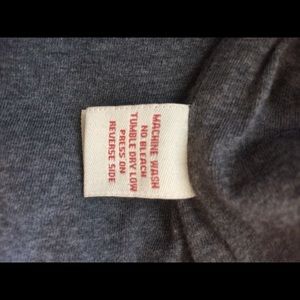 MACHINE WASH
NO BLEACH
TUMBLE DRY LOW
PRESS ON
REVERSE SIDE